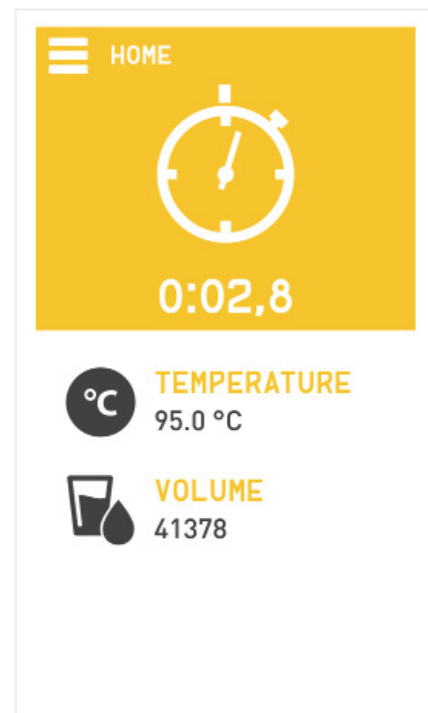 HOME
0:02,8
°C
TEMPERATURE
95.0 °C
VOLUME
41378